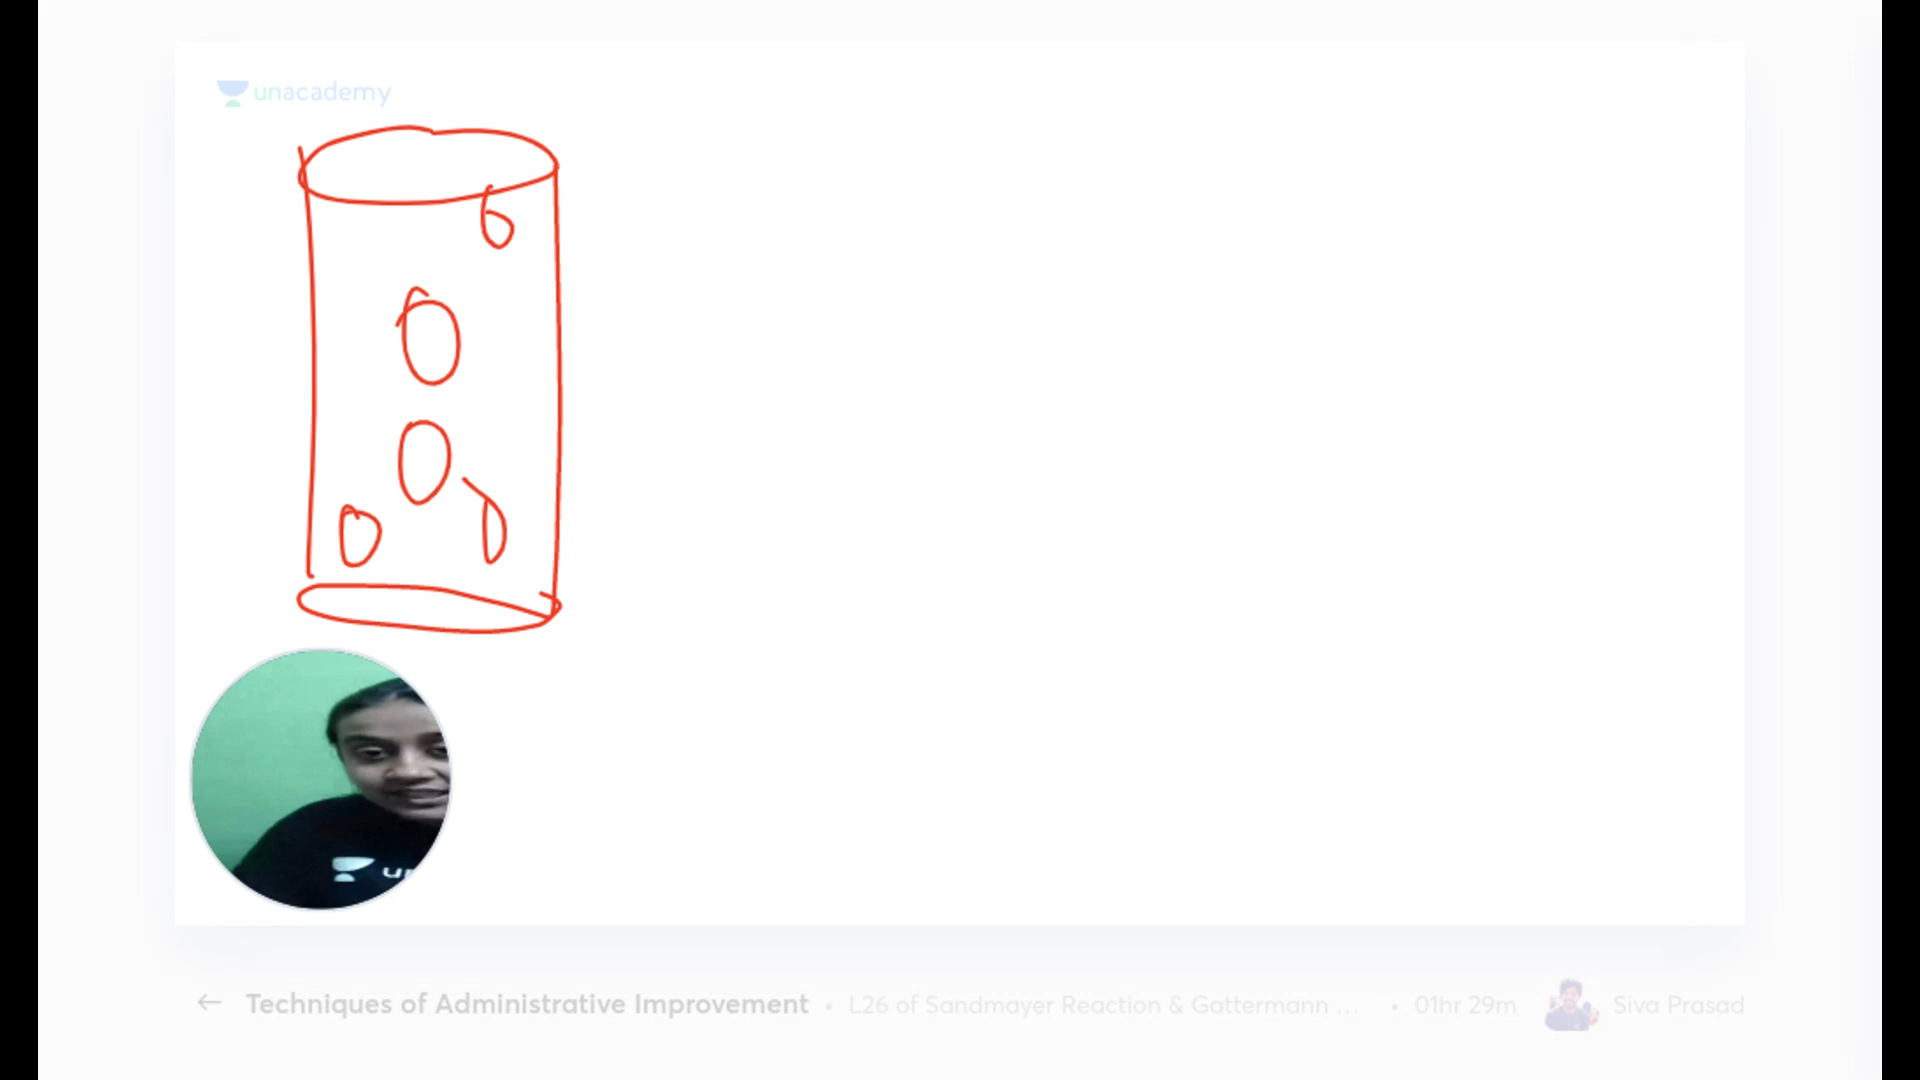 unacademy
Techniques of Administrative Improvement • L26 of Sandmayer Reaction & Gattermann ... • 01hr 29m Siva Prasad